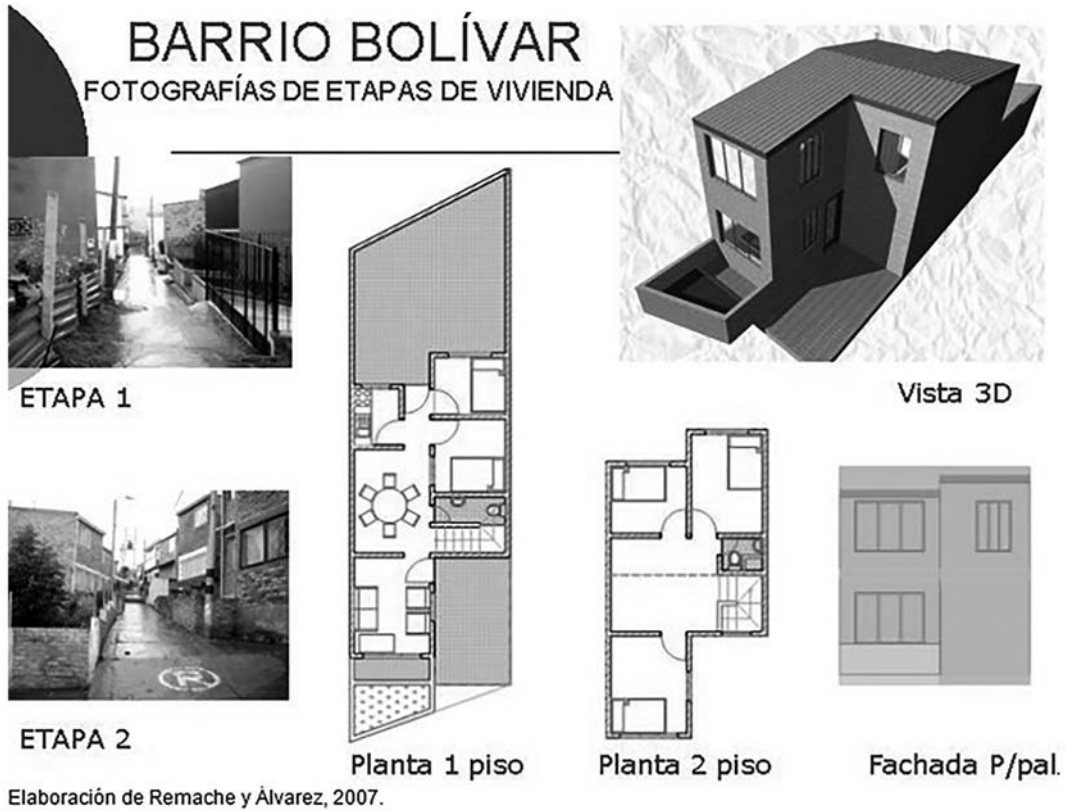 BARRIO BOLÍVAR
FOTOGRAFÍAS DE ETAPAS DE VIVIENDA
ETAPA 1
Vista 3D
R
ETAPA 2
Planta 1 piso
Planta 2 piso
Fachada P/pal.
Elaboración de Remache y Álvarez, 2007.